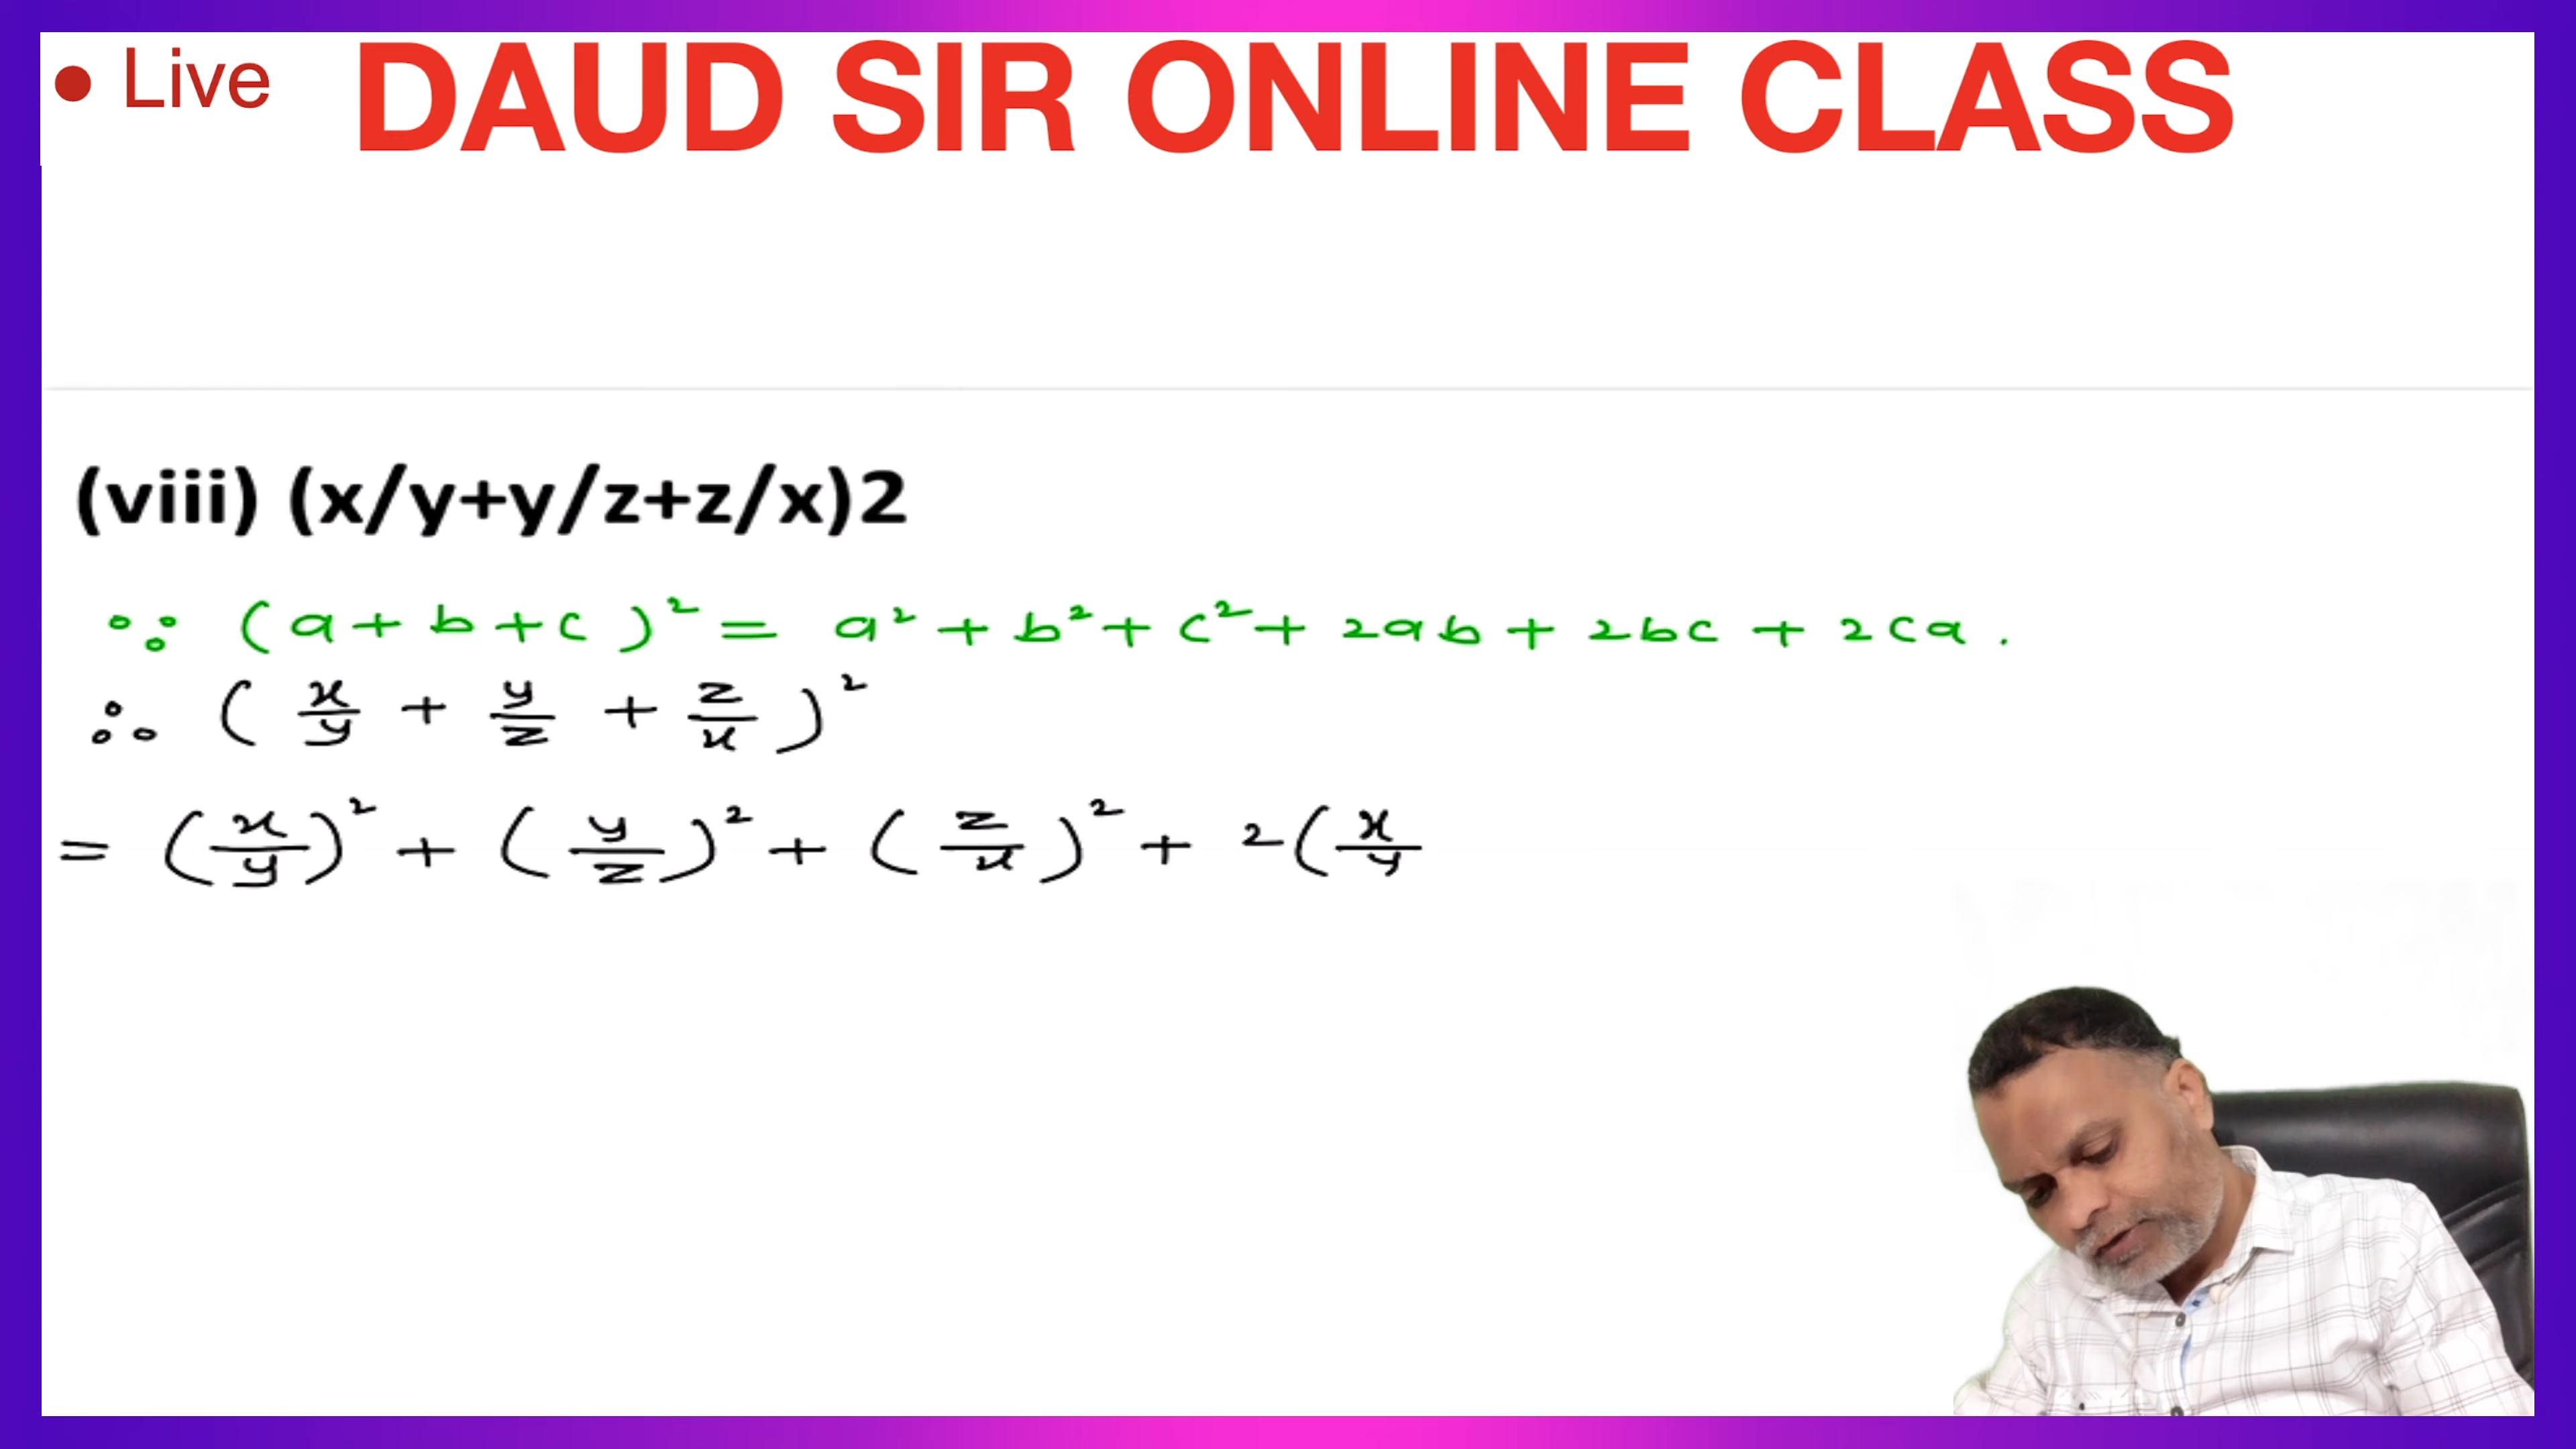 • Live DAUD SIR ONLINE CLASS
(viii) (x/y+y/z+z/x)2
∵ (a + b + c)² = a² + b² + c² + 2ab + 2bc + 2ca.
∴ (x/y + y/z + z/x)²
= (x/y)² + (y/z)² + (z/x)² + 2(x/y